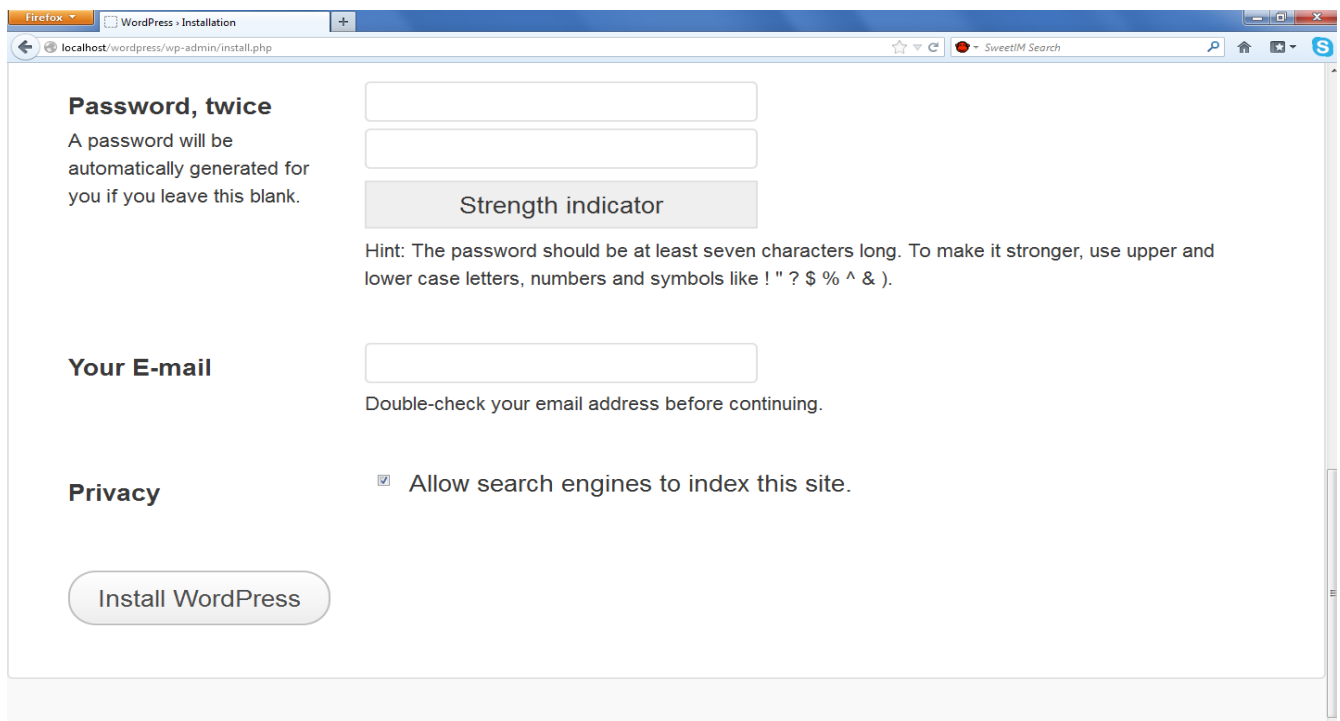 Firefox
WordPress › Installation
localhost/wordpress/wp-admin/install.php
SweetIM Search
Password, twice
A password will be
automatically generated for
you if you leave this blank.
Strength indicator
Hint: The password should be at least seven characters long. To make it stronger, use upper and
lower case letters, numbers and symbols like ! " ? $ % ^ & ).
Your E-mail
Double-check your email address before continuing.
Privacy
Allow search engines to index this site.
Install WordPress